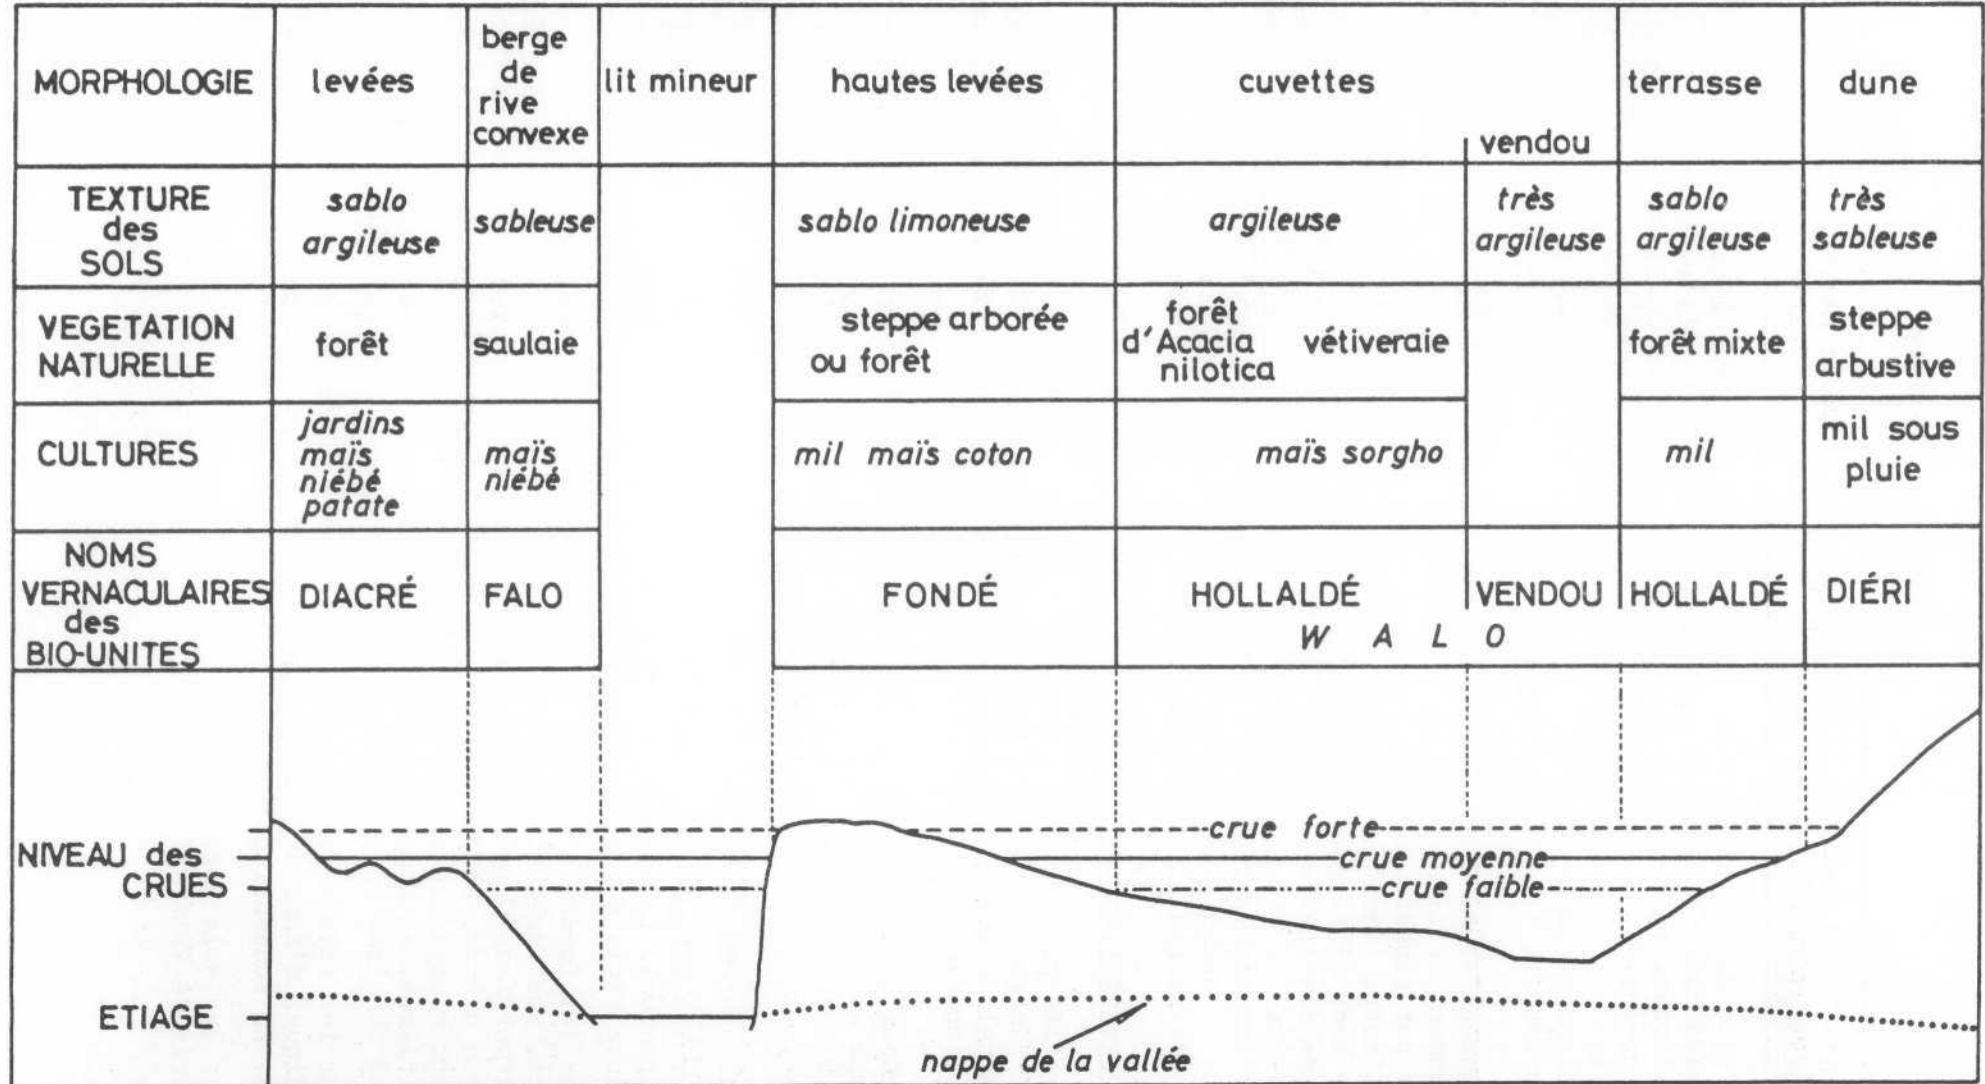 MORPHOLOGIE
levées
berge
de
rive
convexe
lit mineur
hautes levées
cuvettes
vendou
terrasse
dune
TEXTURE
des
SOLS
sablo
argileuse
sableuse
sablo limoneuse
argileuse
très
argileuse
sablo
argileuse
très
sableuse
VEGETATION
NATURELLE
forêt
saulaie
steppe arborée
ou forêt
forêt
d'Acacia
nilotica
vétiveraie
forêt mixte
steppe
arbustive
CULTURES
jardins
maïs
niébé
patate
maïs
niébé
mil maïs coton
maïs sorgho
mil
mil sous
pluie
NOMS
VERNACULAIRES
des
BIO-UNITES
DIACRÉ
FALO
FONDÉ
HOLLALDÉ
VENDOU
HOLLALDÉ
DIÉRI
W A L O
NIVEAU des
CRUES
crue forte
crue moyenne
crue faible
ETIAGE
nappe de la vallée